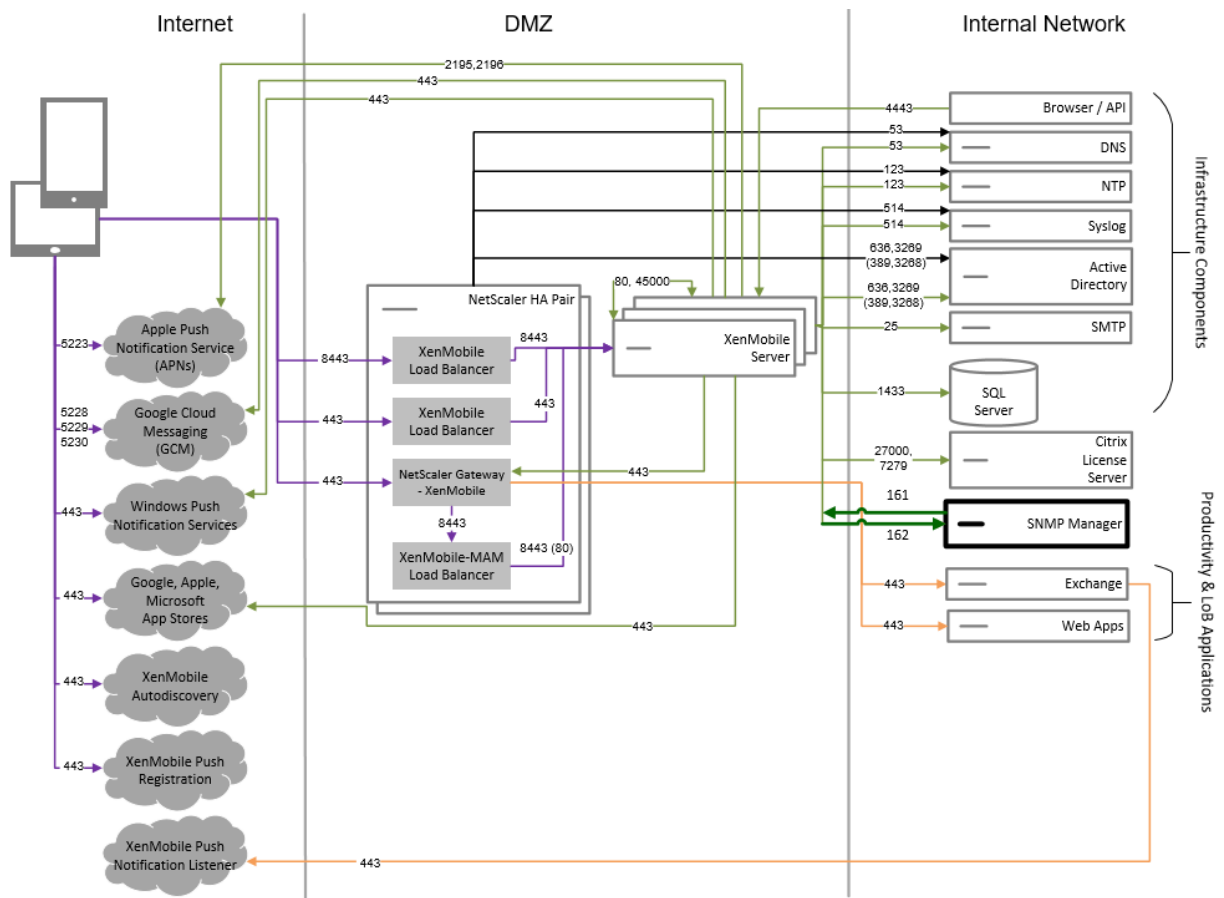 Internet
DMZ
Internal Network
2195,2196
443
443
4443
Browser / API
53
53
DNS
123
123
NTP
514
514
Syslog
636,3269
(389,3268)
Active
Directory
636,3269
(389,3268)
25
SMTP
1433
SQL
Server
27000,
7279
Citrix
License
Server
161
162
SNMP Manager
443
Exchange
443
Web Apps
Infrastructure Components
Productivity & LoB Applications
NetScaler HA Pair
80, 45000
XenMobile
Server
8443
XenMobile
Load Balancer
8443
443
XenMobile
Load Balancer
443
443
NetScaler Gateway
- XenMobile
443
8443
XenMobile-MAM
Load Balancer
8443 (80)
443
5223
Apple Push
Notification Service
(APNs)
5228
5229
5230
Google Cloud
Messaging
(GCM)
443
Windows Push
Notification Services
443
Google, Apple,
Microsoft
App Stores
443
XenMobile
Autodiscovery
443
XenMobile Push
Registration
XenMobile Push
Notification Listener
443